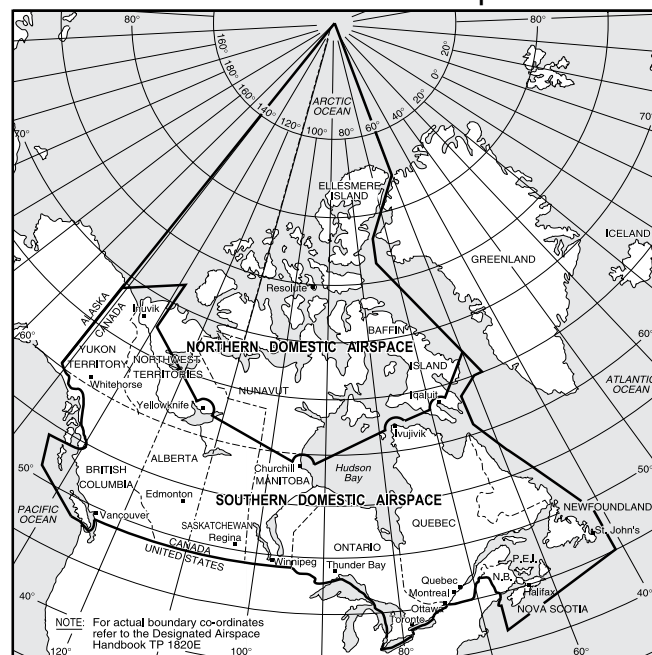 80°
80°
160°
160°
180°
160°
140°
120°
100°
80°
60°
40°
20°
0°
70°
70°
ARCTIC
OCEAN
ELLESMERE
ISLAND
GREENLAND
ICELAND
Resolute
ALASKA
CANADA
Inuvik
BAFFIN
ISLAND
60°
60°
NORTHERN DOMESTIC AIRSPACE
YUKON
TERRITORY
NORTHWEST
TERRITORIES
NUNAVUT
Whitehorse
Yellowknife
Iqaluit
Ivujivik
ATLANTIC
OCEAN
50°
50°
BRITISH
COLUMBIA
ALBERTA
Churchill
MANITOBA
Hudson
Bay
Edmonton
SOUTHERN DOMESTIC AIRSPACE
PACIFIC
OCEAN
Vancouver
SASKATCHEWAN
Regina
QUEBEC
NEWFOUNDLAND
St. John's
CANADA
UNITED STATES
Winnipeg
ONTARIO
Thunder Bay
P.E.I.
N.B.
Quebec
Montreal
Halifax
Ottawa
NOVA SCOTIA
Toronto
40°
40°
NOTE: For actual boundary co-ordinates
refer to the Designated Airspace
Handbook TP 1820E
120°
100°
80°
60°